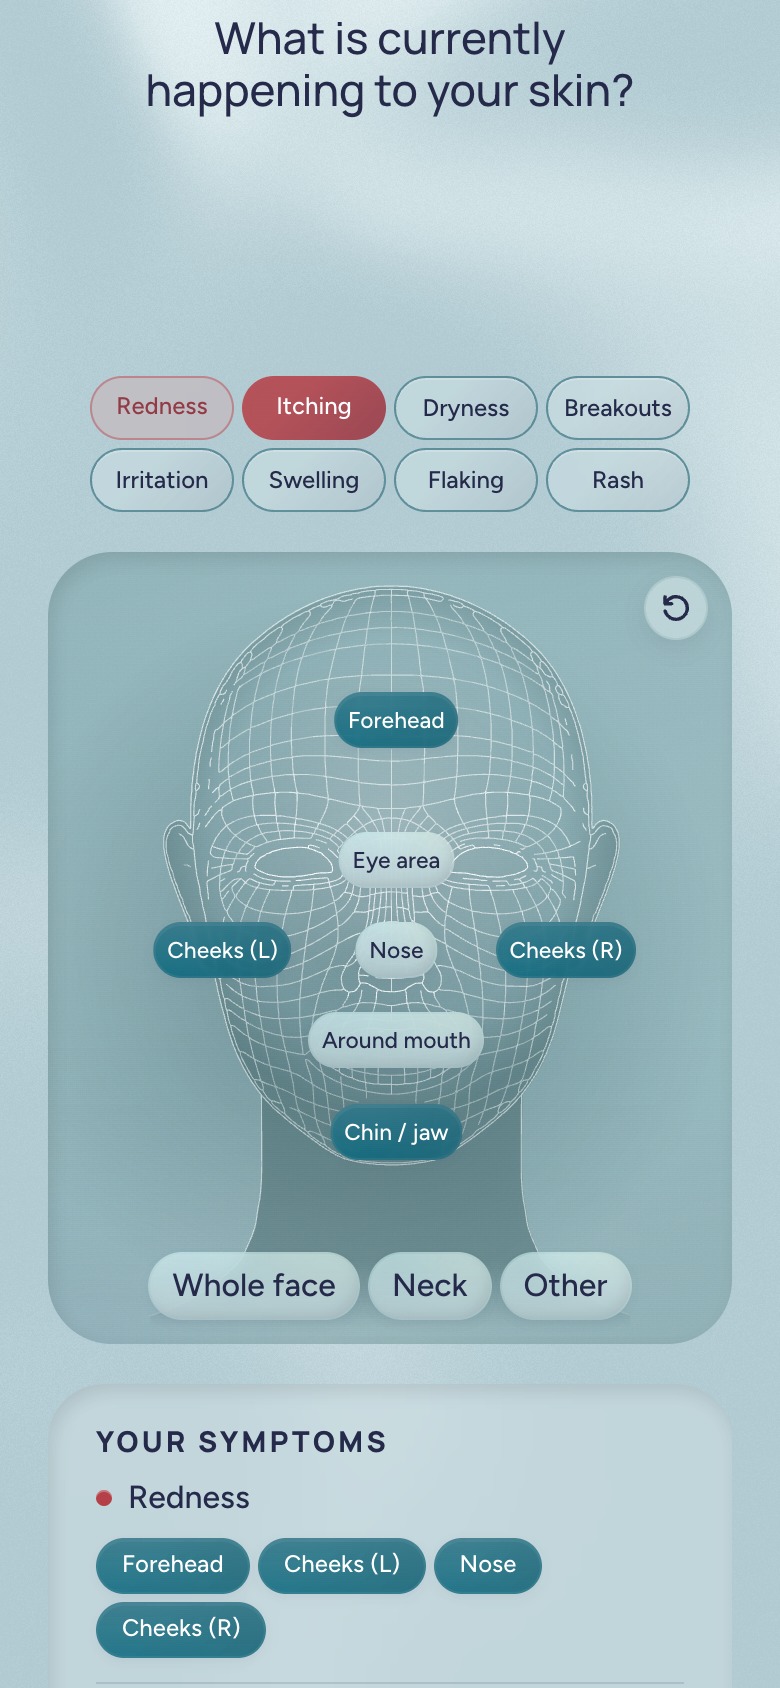 What is currently
happening to your skin?
Redness Itching Dryness Breakouts
Irritation Swelling Flaking Rash
Forehead
Eye area
Cheeks (L) Nose Cheeks (R)
Around mouth
Chin / jaw
Whole face Neck Other
YOUR SYMPTOMS
Redness
Forehead Cheeks (L) Nose
Cheeks (R)